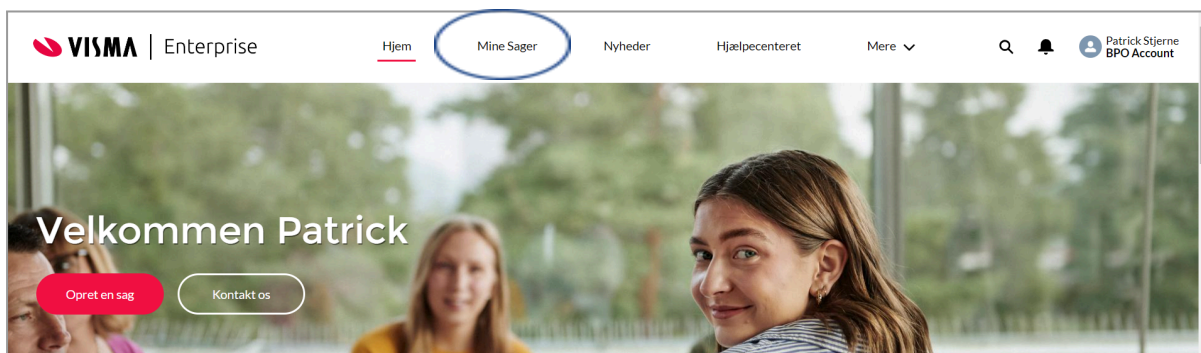 VISMA | Enterprise
Hjem
Mine Sager
Nyheder
Hjælpecenteret
Mere
Patrick Stjerne
BPO Account
Velkommen Patrick
Opret en sag
Kontakt os